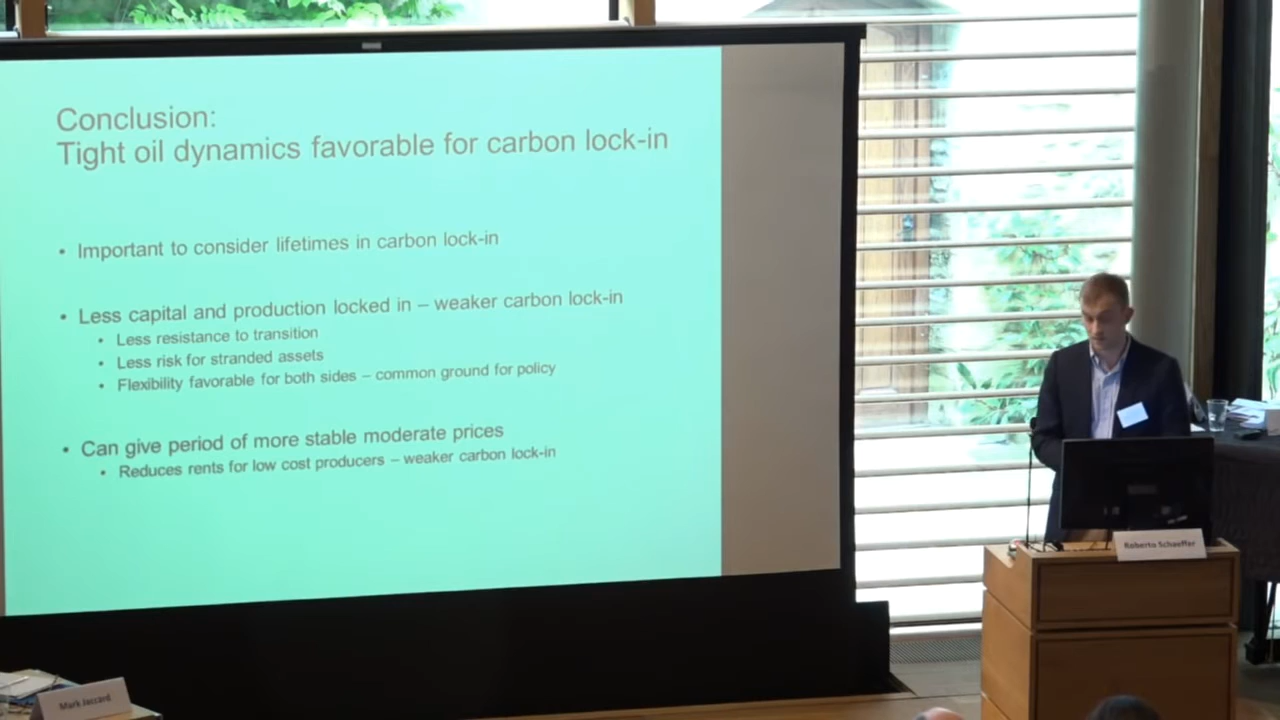 Conclusion:
Tight oil dynamics favorable for carbon lock-in
• Important to consider lifetimes in carbon lock-in
• Less capital and production locked in – weaker carbon lock-in
• Less resistance to transition
• Less risk for stranded assets
• Flexibility favorable for both sides – common ground for policy
• Can give period of more stable moderate prices
• Reduces rents for low cost producers – weaker carbon lock-in
Roberto Schaeffer
Mark Jaccard